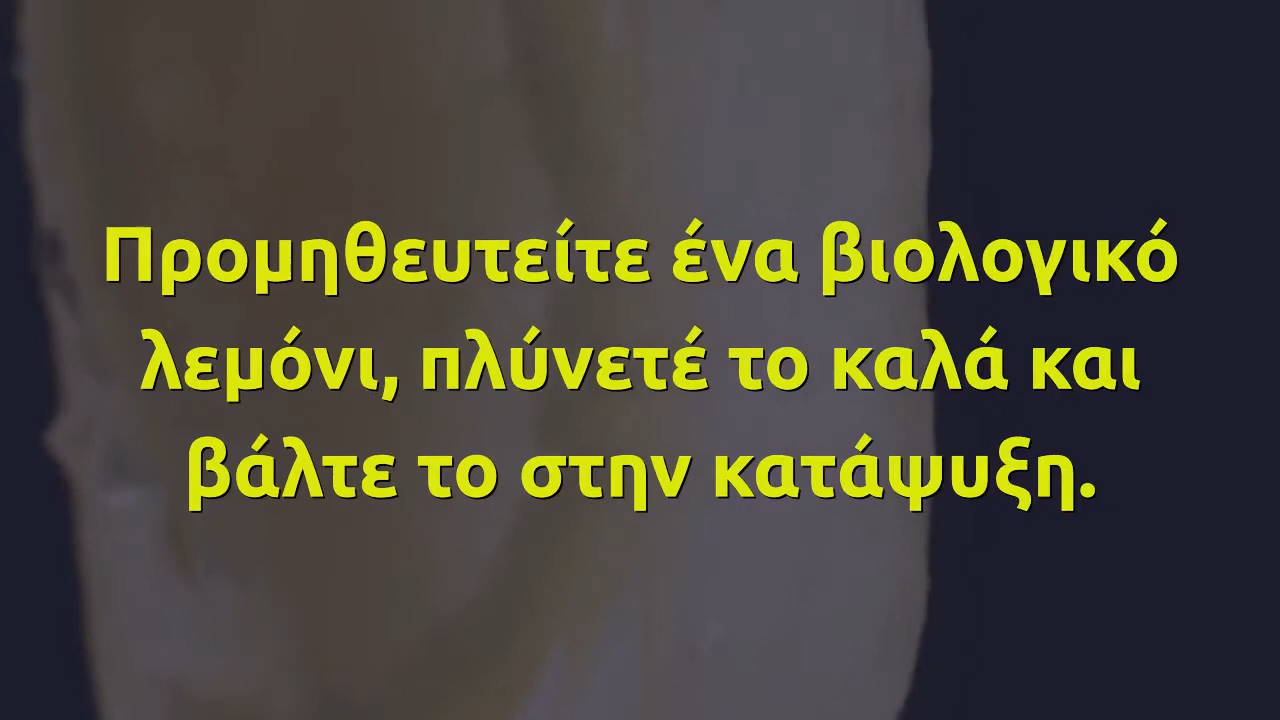 Προμηθευτείτε ένα βιολογικό
λεμόνι, πλύνετέ το καλά και
βάλτε το στην κατάψυξη.